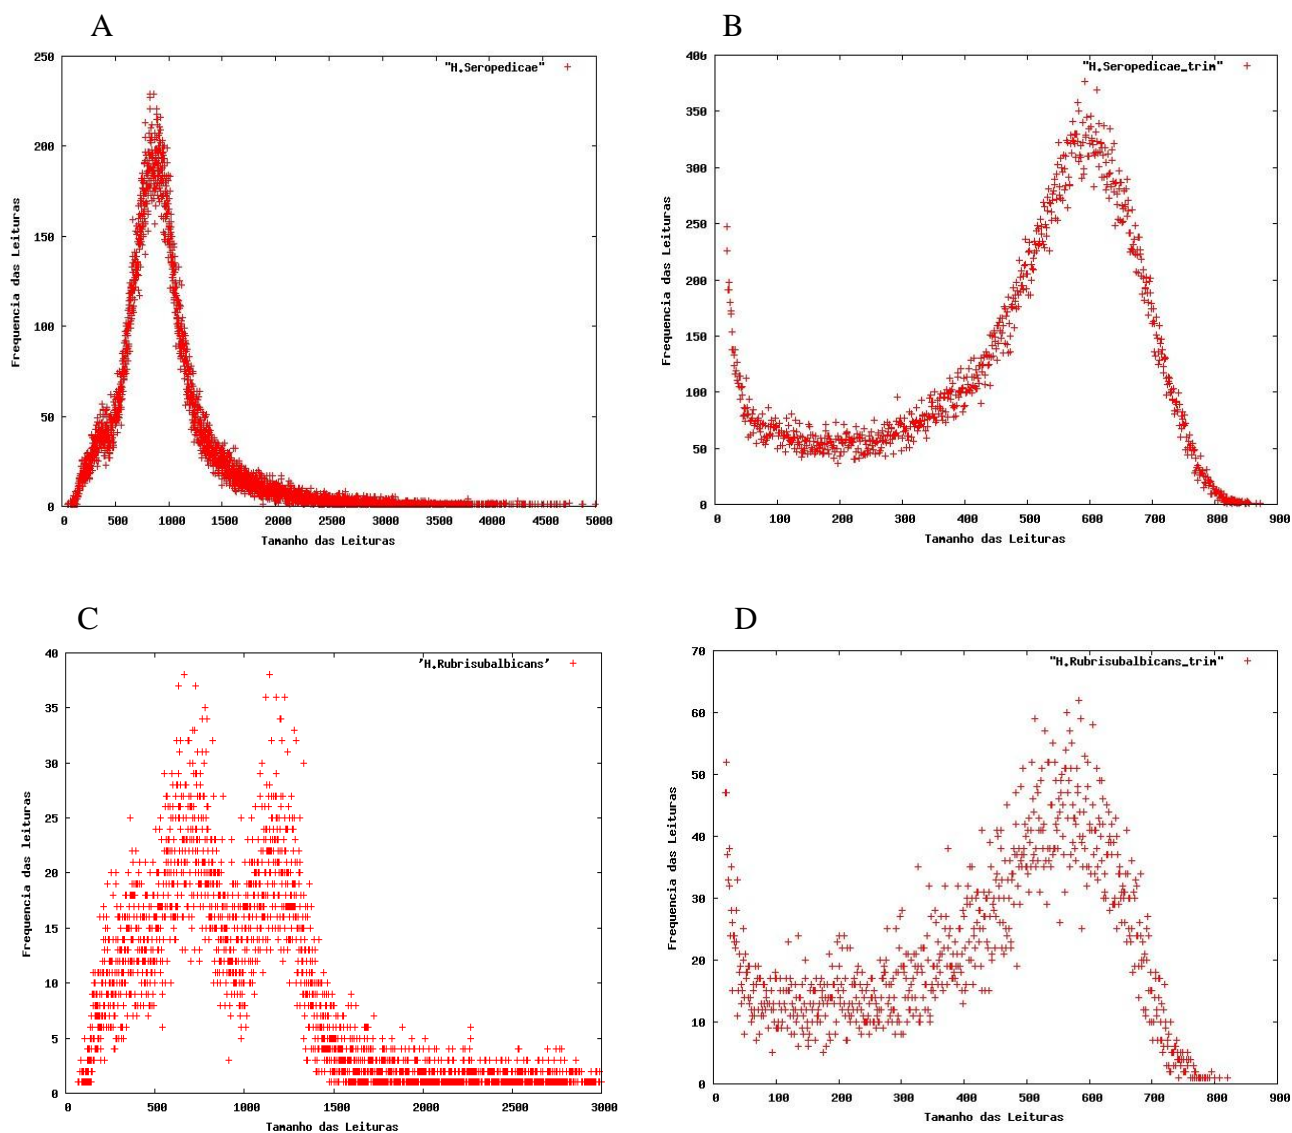 A
B
250
200
150
100
50
0
"H.Seropedicae"
Frequencia das Leituras
0 500 1000 1500 2000 2500 3000 3500 4000 4500 5000
Tamanho das Leituras
400
350
300
250
200
150
100
50
0
"H.Seropedicae_trim"
Frequencia das Leituras
0 100 200 300 400 500 600 700 800 900
Tamanho das Leituras
C
D
40
35
30
25
20
15
10
5
0
'H.Rubrisubalbicans'
Frequencia das leituras
0 500 1000 1500 2000 2500 3000
Tamanho das Leituras
70
60
50
40
30
20
10
0
"H.Rubrisubalbicans_trim"
Frequencia das Leituras
0 100 200 300 400 500 600 700 800 900
Tamanho das Leituras